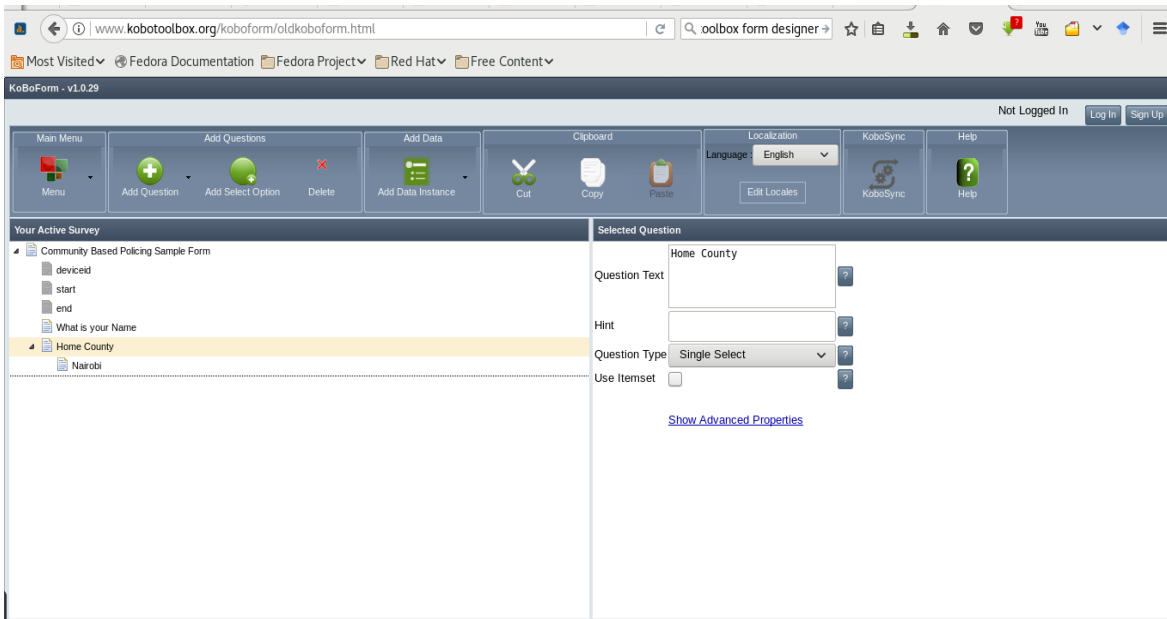 www.kobotoolbox.org/koboform/oldkoboform.html
oolbox form designer
You
Tube
?
Most Visited Fedora Documentation Fedora Project Red Hat Free Content
KoBoForm - v1.0.29
Not Logged In Log In Sign Up
Main Menu Add Questions Add Data Clipboard Localization KoboSync Help
Language : English
Menu Add Question Add Select Option Delete Add Data Instance Cut Copy Paste Edit Locales KoboSync Help
?
Your Active Survey Selected Question
Community Based Policing Sample Form
deviceid
start
end
What is your Name
Home County
Nairobi
Home County
Question Text ?
Hint ?
Question Type Single Select ?
Use Itemset ?
Show Advanced Properties